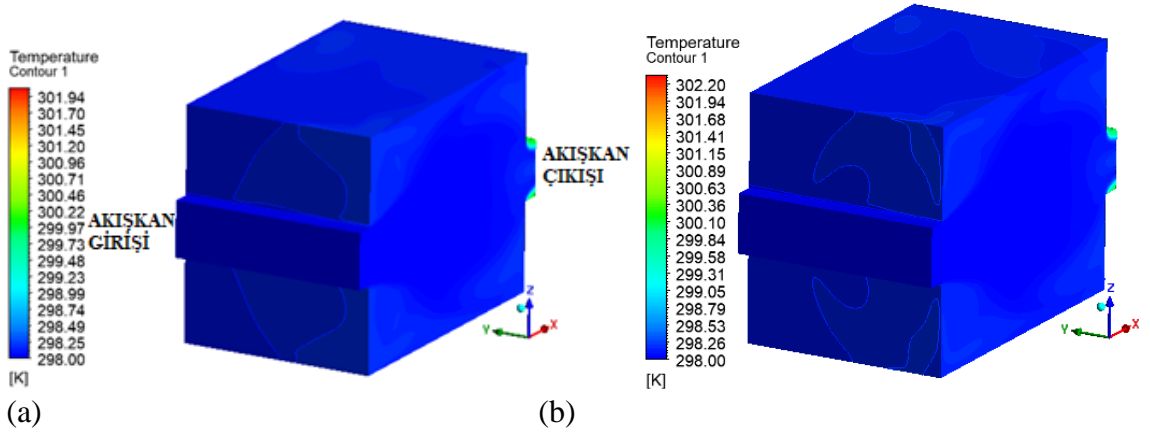 Temperature
Contour 1
301.94
301.70
301.45
301.20
300.96
300.71
300.46
300.22
299.97
299.73
299.48
299.23
298.99
298.74
298.49
298.25
298.00
[K]
AKIŞKAN
GİRİŞİ
AKIŞKAN
ÇIKIŞI
Z
Y
X
(a)
Temperature
Contour 1
302.20
301.94
301.68
301.41
301.15
300.89
300.63
300.36
300.10
299.84
299.58
299.31
299.05
298.79
298.53
298.26
298.00
[K]
Z
Y
X
(b)